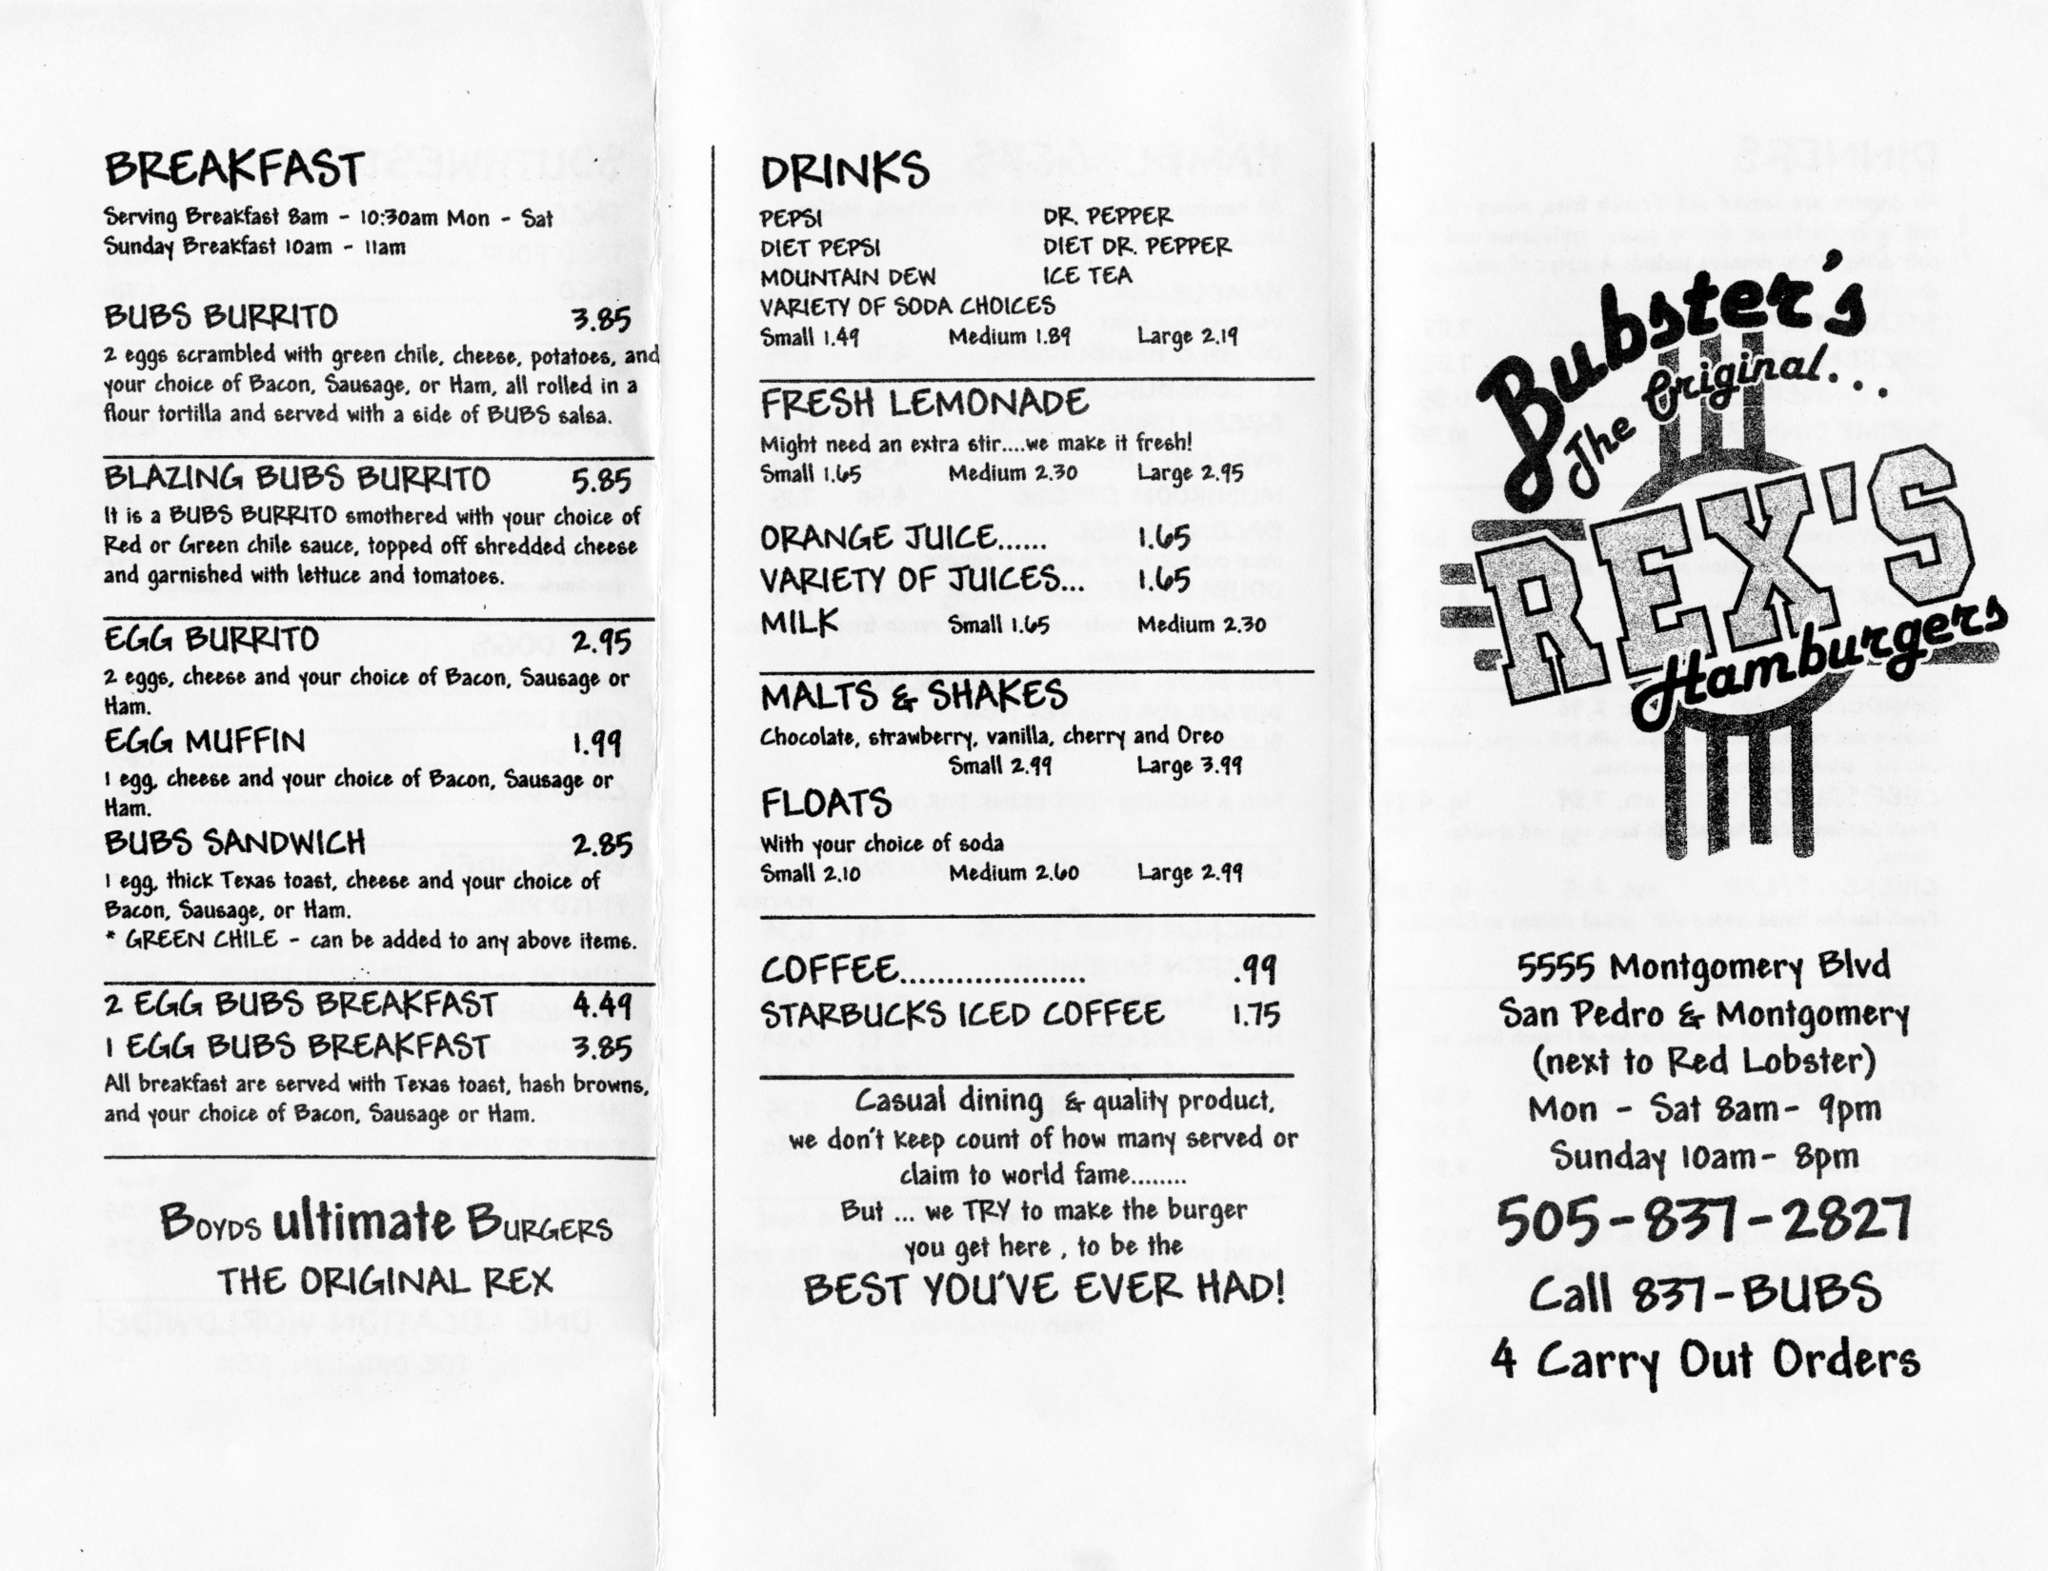 BREAKFAST
Serving Breakfast 8am - 10:30am Mon - Sat
Sunday Breakfast 10am - 11am
BUBS BURRITO 3.85
2 eggs scrambled with green chile, cheese, potatoes, and
your choice of Bacon, Sausage, or Ham, all rolled in a
flour tortilla and served with a side of BUBS salsa.
BLAZING BUBS BURRITO 5.85
It is a BUBS BURRITO smothered with your choice of
Red or Green chile sauce, topped off shredded cheese
and garnished with lettuce and tomatoes.
EGG BURRITO 2.95
2 eggs, cheese and your choice of Bacon, Sausage or
Ham.
EGG MUFFIN 1.99
1 egg, cheese and your choice of Bacon, Sausage or
Ham.
BUBS SANDWICH 2.85
1 egg, thick Texas toast, cheese and your choice of
Bacon, Sausage, or Ham.
* GREEN CHILE - can be added to any above items.
2 EGG BUBS BREAKFAST 4.49
1 EGG BUBS BREAKFAST 3.85
All breakfast are served with Texas toast, hash browns,
and your choice of Bacon, Sausage or Ham.
BOYDS ultimate BURGERS
THE ORIGINAL REX
DRINKS
PEPSI DR. PEPPER
DIET PEPSI DIET DR. PEPPER
MOUNTAIN DEW ICE TEA
VARIETY OF SODA CHOICES
Small 1.49 Medium 1.89 Large 2.19
FRESH LEMONADE
Might need an extra stir....we make it fresh!
Small 1.65 Medium 2.30 Large 2.95
ORANGE JUICE...... 1.65
VARIETY OF JUICES... 1.65
MILK Small 1.65 Medium 2.30
MALTS & SHAKES
Chocolate, strawberry, vanilla, cherry and Oreo
Small 2.99 Large 3.99
FLOATS
With your choice of soda
Small 2.10 Medium 2.60 Large 2.99
COFFEE.................... .99
STARBUCKS ICED COFFEE 1.75
Casual dining & quality product,
we don't keep count of how many served or
claim to world fame........
But ... we TRY to make the burger
you get here , to be the
BEST YOU'VE EVER HAD!
Bubster's
The Original...
REX'S
Hamburgers
5555 Montgomery Blvd
San Pedro & Montgomery
(next to Red Lobster)
Mon - Sat 8am- 9pm
Sunday 10am- 8pm
505-837-2827
Call 837-BUBS
4 Carry Out Orders